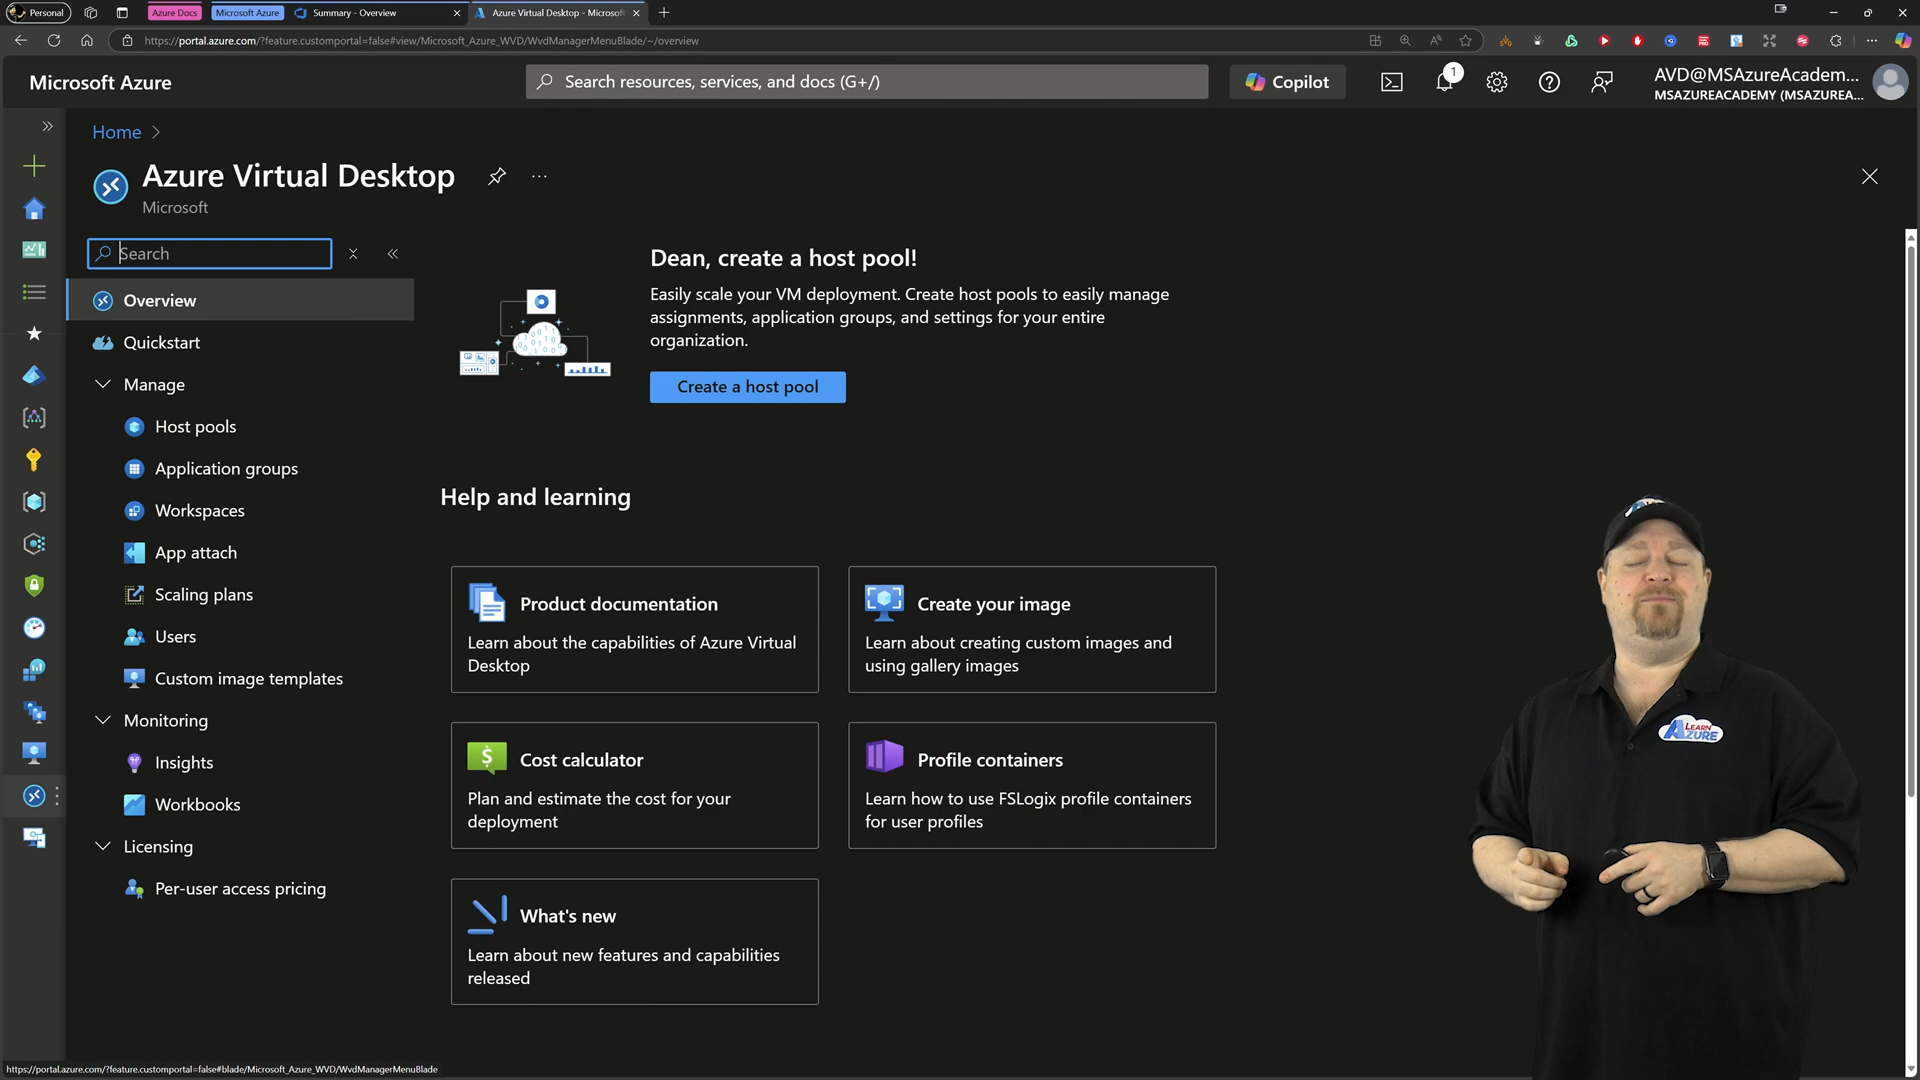 Personal
Azure Docs
Microsoft Azure
Summary - Overview
Azure Virtual Desktop - Microsoft
https://portal.azure.com/?feature.customportal=false#view/Microsoft_Azure_WVD/WvdManagerMenuBlade/~/overview
Microsoft Azure
Search resources, services, and docs (G+/)
Copilot
1
AVD@MSAzureAcadem...
MSAZUREACADEMY (MSAZUREA...
Home
Azure Virtual Desktop
Microsoft
Search
Overview
Quickstart
Manage
Host pools
Application groups
Workspaces
App attach
Scaling plans
Users
Custom image templates
Monitoring
Insights
Workbooks
Licensing
Per-user access pricing
Dean, create a host pool!
Easily scale your VM deployment. Create host pools to easily manage
assignments, application groups, and settings for your entire
organization.
Create a host pool
Help and learning
Product documentation
Learn about the capabilities of Azure Virtual
Desktop
Create your image
Learn about creating custom images and
using gallery images
Cost calculator
Plan and estimate the cost for your
deployment
Profile containers
Learn how to use FSLogix profile containers
for user profiles
What's new
Learn about new features and capabilities
released
LEARN
AZURE
https://portal.azure.com/?feature.customportal=false#blade/Microsoft_Azure_WVD/WvdManagerMenuBlade